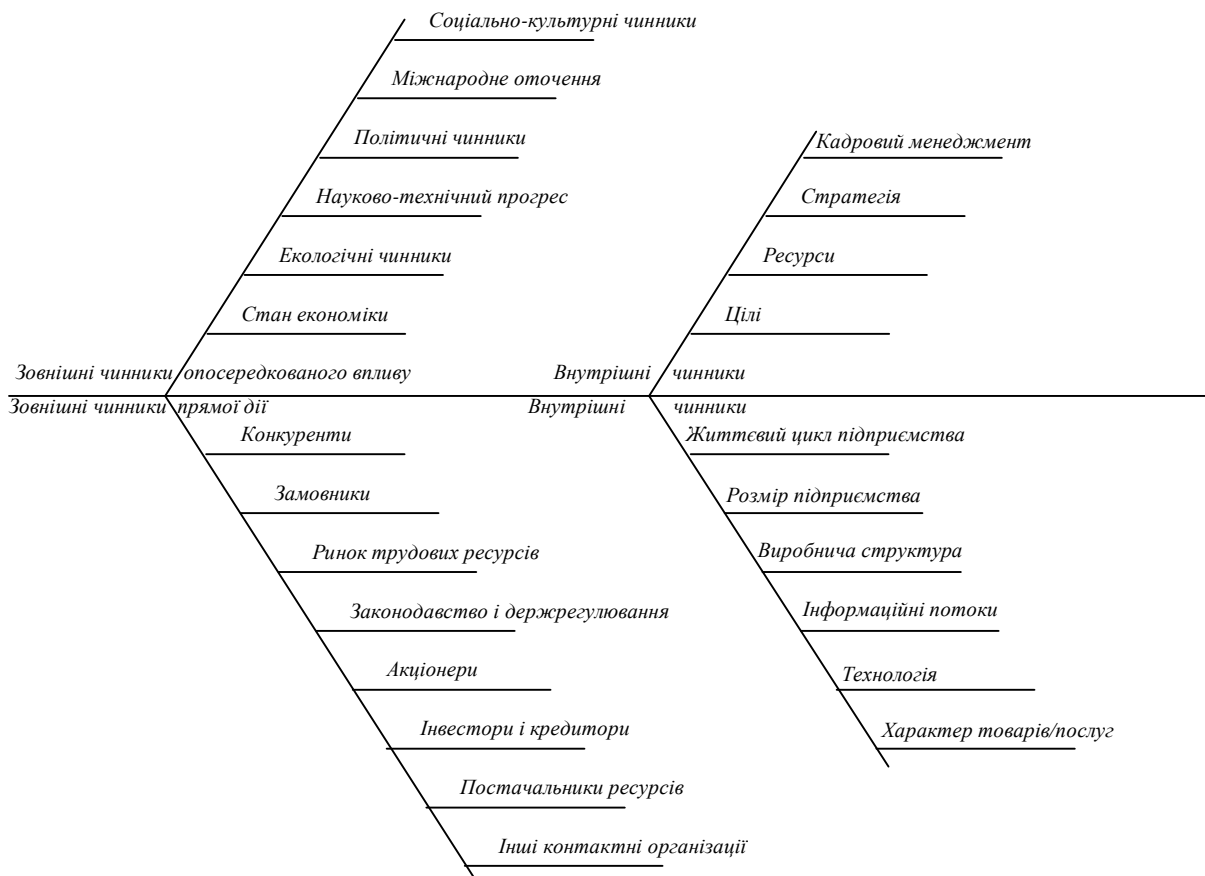 Соціально-культурні чинники
Міжнародне оточення
Політичні чинники
Науково-технічний прогрес
Екологічні чинники
Стан економіки
Зовнішні чинники опосередкованого впливу
Кадровий менеджмент
Стратегія
Ресурси
Цілі
Внутрішні чинники
Зовнішні чинники прямої дії
Конкуренти
Замовники
Ринок трудових ресурсів
Законодавство і держрегулювання
Акціонери
Інвестори і кредитори
Постачальники ресурсів
Інші контактні організації
Внутрішні чинники
Життєвий цикл підприємства
Розмір підприємства
Виробнича структура
Інформаційні потоки
Технологія
Характер товарів/послуг